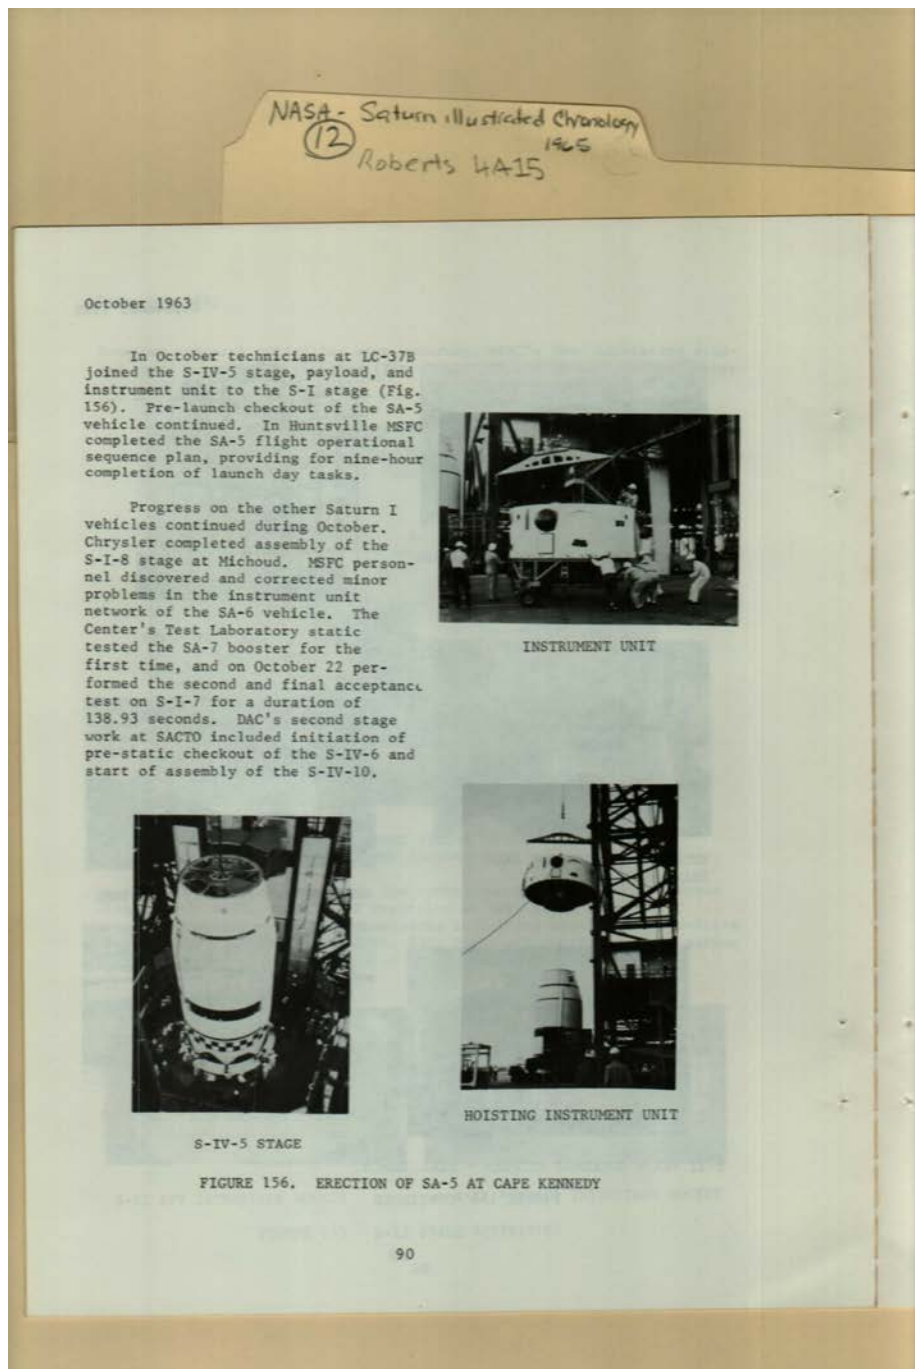 NASA - Saturn illustrated Chronology
12
1965
Roberts 4A15
October 1963
In October technicians at LC-37B
joined the S-IV-5 stage, payload, and
instrument unit to the S-I stage (Fig.
156). Pre-launch checkout of the SA-5
vehicle continued. In Huntsville MSFC
completed the SA-5 flight operational
sequence plan, providing for nine-hour
completion of launch day tasks.
Progress on the other Saturn I
vehicles continued during October.
Chrysler completed assembly of the
S-I-8 stage at Michoud. MSFC person-
nel discovered and corrected minor
problems in the instrument unit
network of the SA-6 vehicle. The
Center's Test Laboratory static
tested the SA-7 booster for the
first time, and on October 22 per-
formed the second and final acceptance
test on S-I-7 for a duration of
138.93 seconds. DAC's second stage
work at SACTO included initiation of
pre-static checkout of the S-IV-6 and
start of assembly of the S-IV-10.
INSTRUMENT UNIT
HOISTING INSTRUMENT UNIT
S-IV-5 STAGE
FIGURE 156. ERECTION OF SA-5 AT CAPE KENNEDY
90